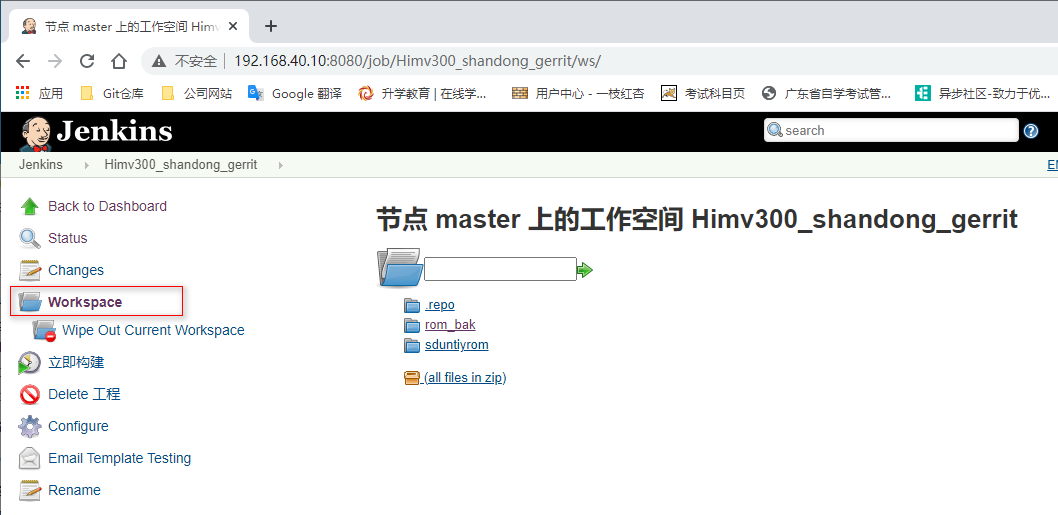 节点 master 上的工作空间 Himv
不安全 192.168.40.10:8080/job/Himv300_shandong_gerrit/ws/
应用 Git仓库 公司网站 Google 翻译 升学教育 | 在线学... 用户中心 - 一枝红杏 考试科目页 广东省自学考试管... 异步社区-致力于优...
Jenkins search
Jenkins Himv300_shandong_gerrit EN
Back to Dashboard
Status
Changes
Workspace
Wipe Out Current Workspace
立即构建
Delete 工程
Configure
Email Template Testing
Rename
节点 master 上的工作空间 Himv300_shandong_gerrit
.repo
rom_bak
sduntiyrom
(all files in zip)